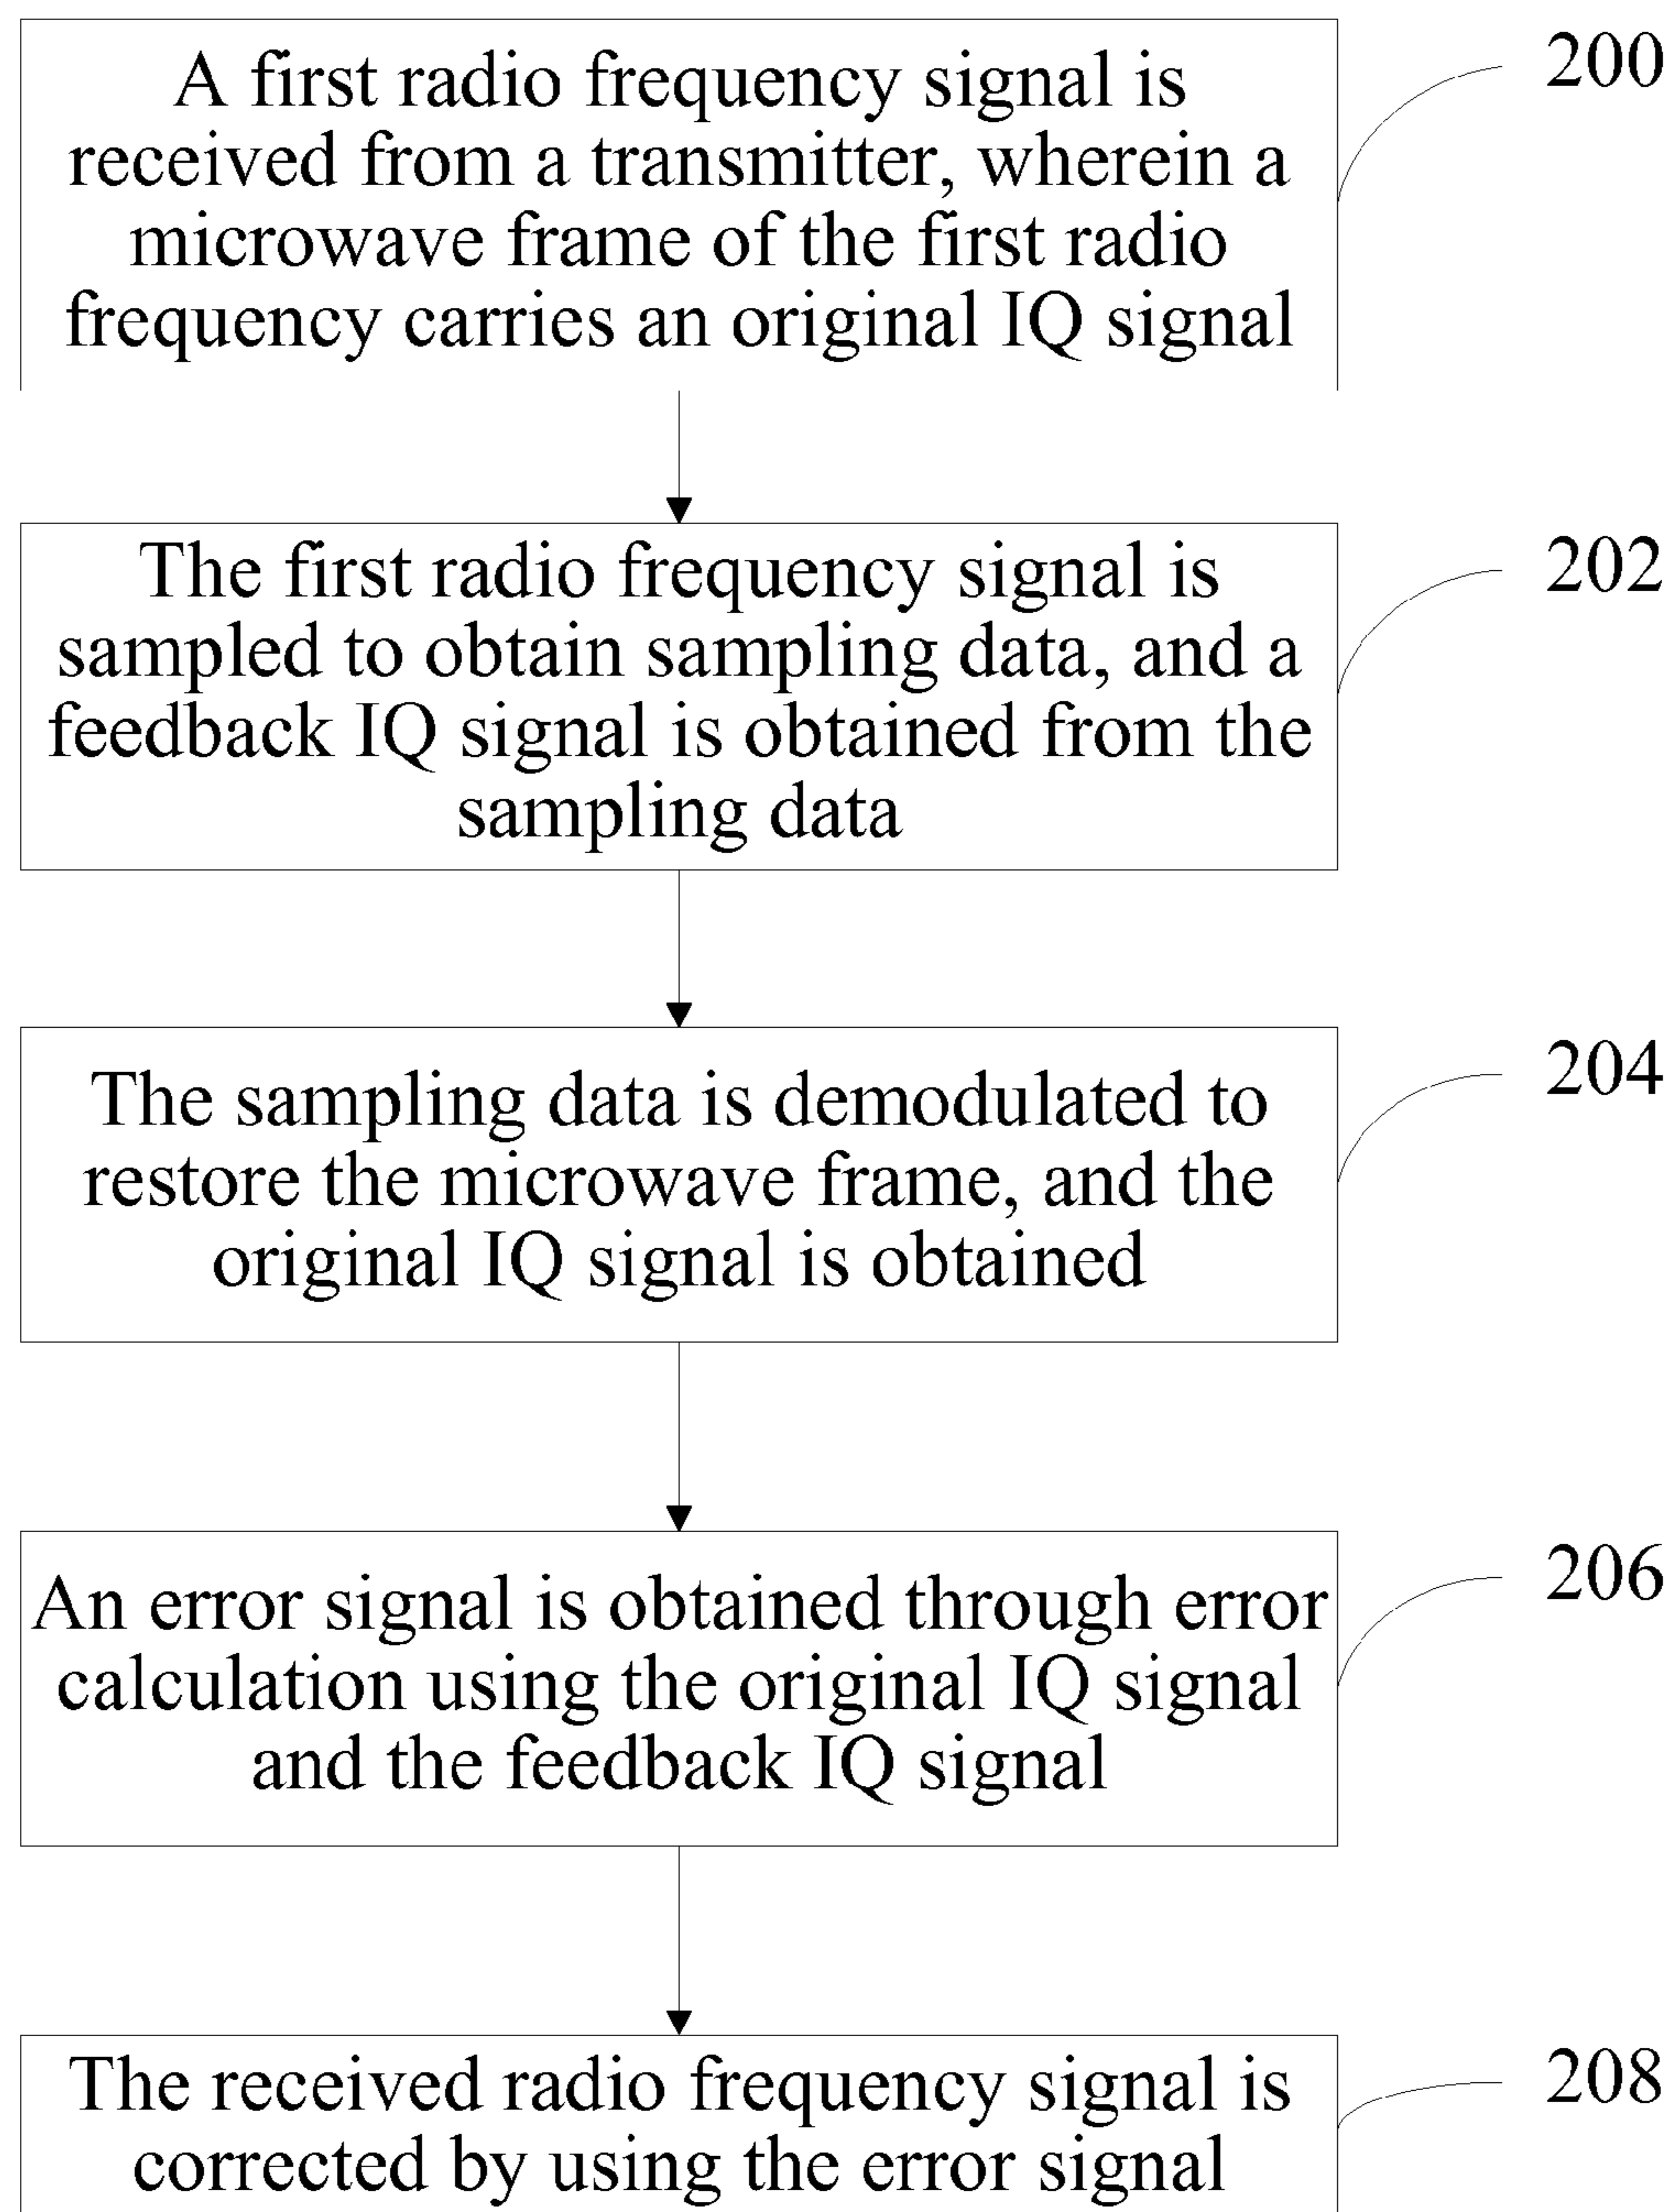 A first radio frequency signal is
received from a transmitter, wherein a
microwave frame of the first radio
frequency carries an original IQ signal
200
The first radio frequency signal is
sampled to obtain sampling data, and a
feedback IQ signal is obtained from the
sampling data
202
The sampling data is demodulated to
restore the microwave frame, and the
original IQ signal is obtained
204
An error signal is obtained through error
calculation using the original IQ signal
and the feedback IQ signal
206
The received radio frequency signal is
corrected by using the error signal
208